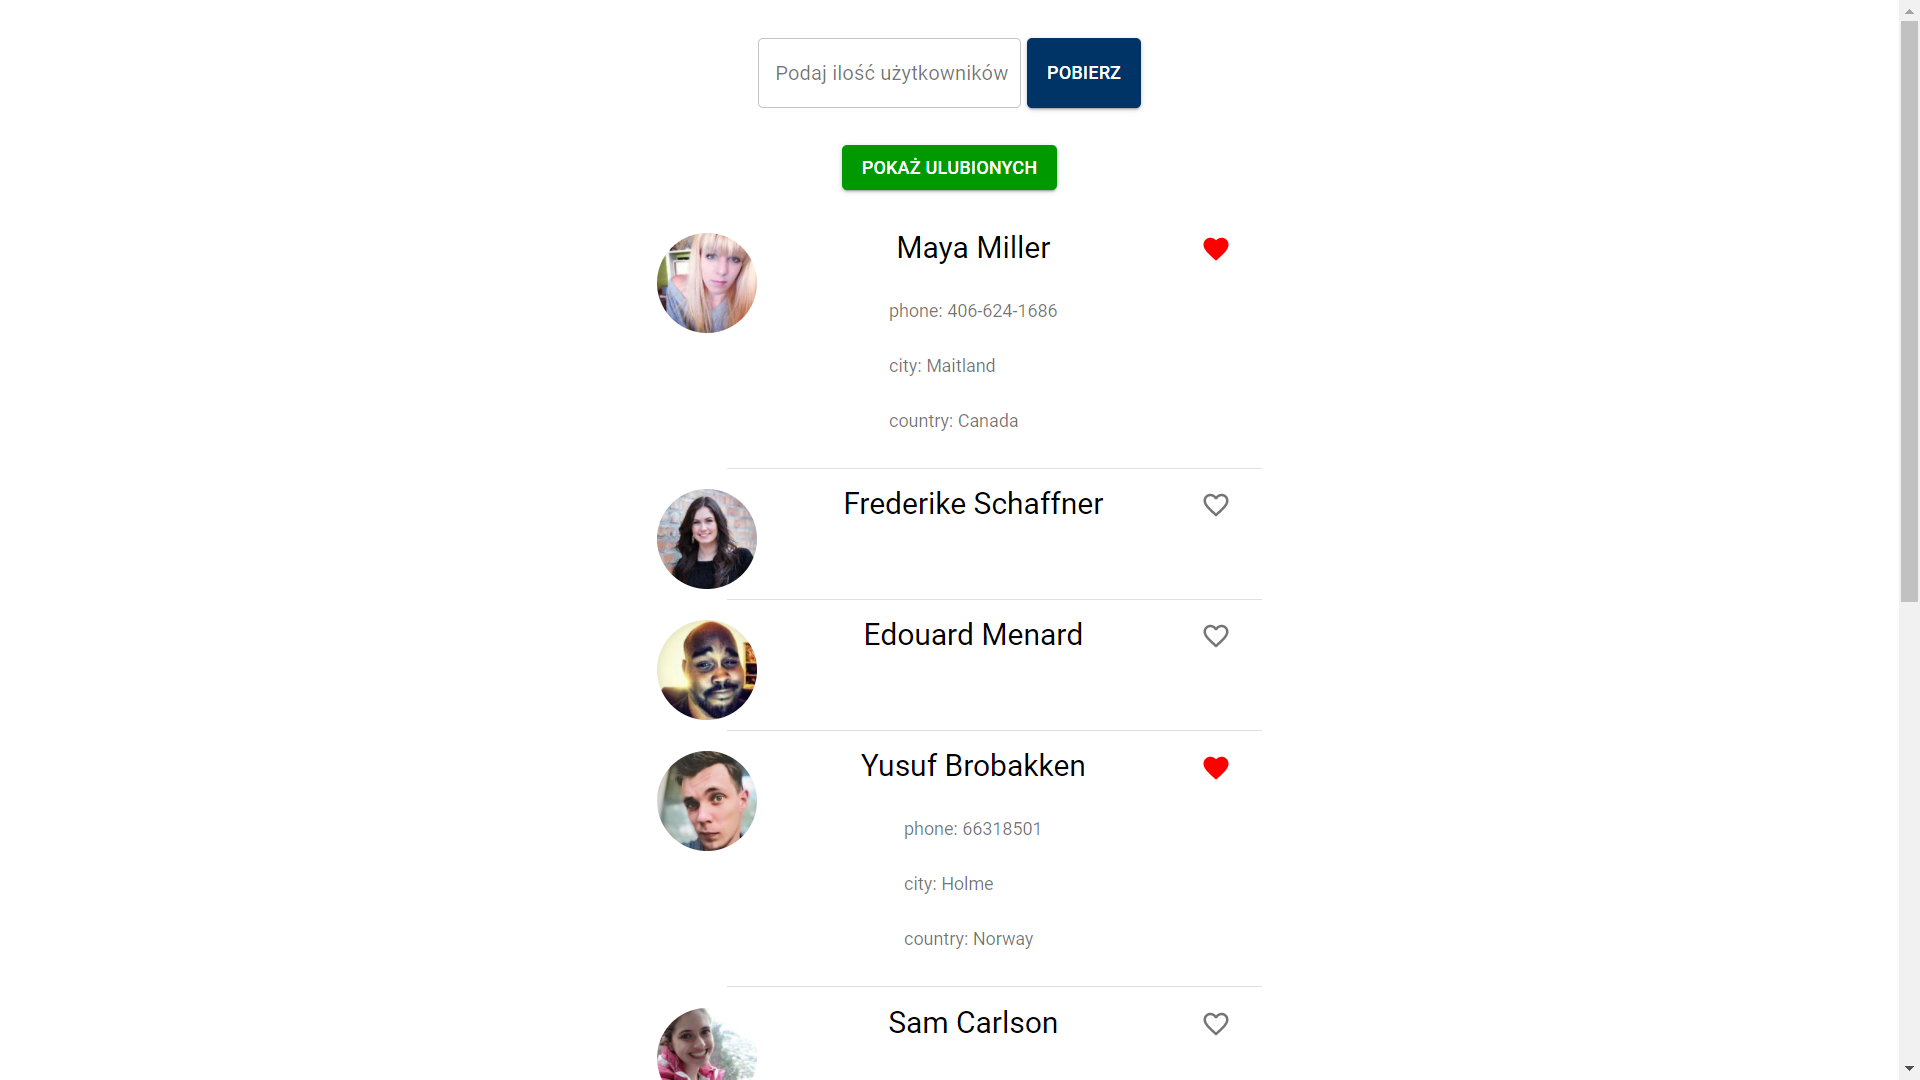 Podaj ilość użytkowników
POBIERZ
POKAŻ ULUBIONYCH
Maya Miller
phone: 406-624-1686
city: Maitland
country: Canada
Frederike Schaffner
Edouard Menard
Yusuf Brobakken
phone: 66318501
city: Holme
country: Norway
Sam Carlson